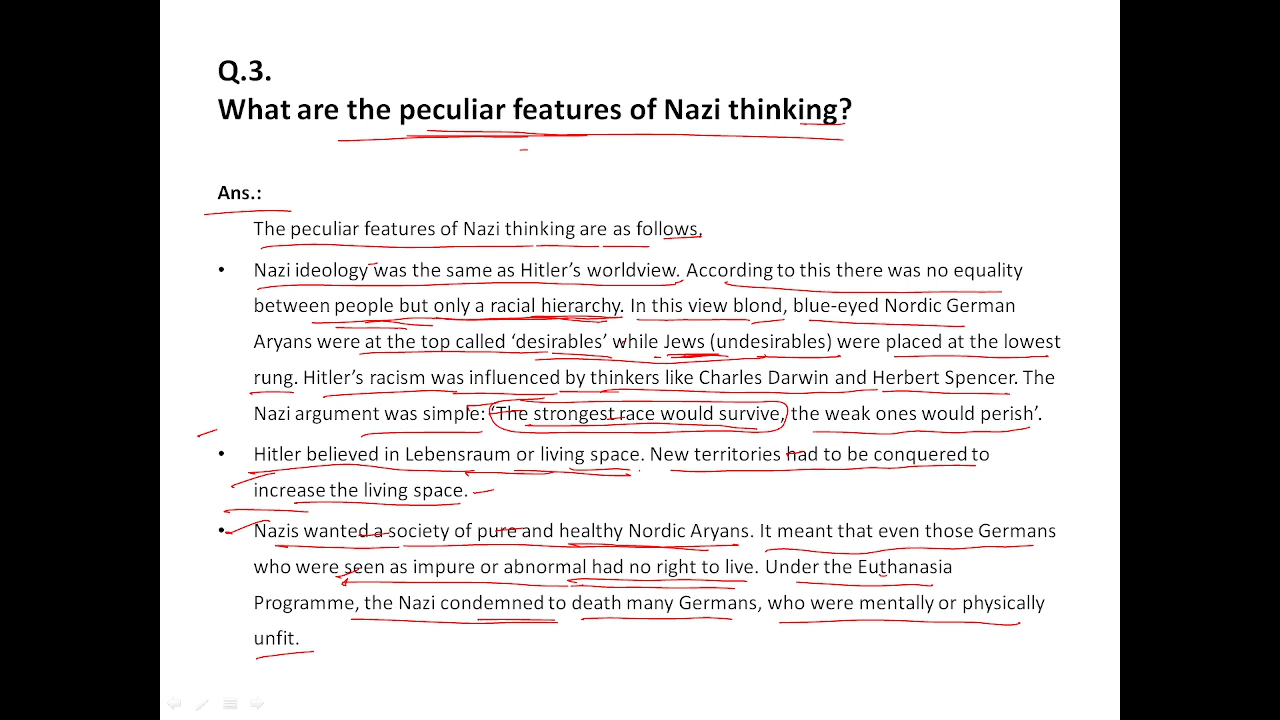 Q.3.
What are the peculiar features of Nazi thinking?
Ans.:
The peculiar features of Nazi thinking are as follows,
• Nazi ideology was the same as Hitler's worldview. According to this there was no equality
between people but only a racial hierarchy. In this view blond, blue-eyed Nordic German
Aryans were at the top called 'desirables' while Jews (undesirables) were placed at the lowest
rung. Hitler's racism was influenced by thinkers like Charles Darwin and Herbert Spencer. The
Nazi argument was simple: 'The strongest race would survive, the weak ones would perish'.
• Hitler believed in Lebensraum or living space. New territories had to be conquered to
increase the living space.
• Nazis wanted a society of pure and healthy Nordic Aryans. It meant that even those Germans
who were seen as impure or abnormal had no right to live. Under the Euthanasia
Programme, the Nazi condemned to death many Germans, who were mentally or physically
unfit.